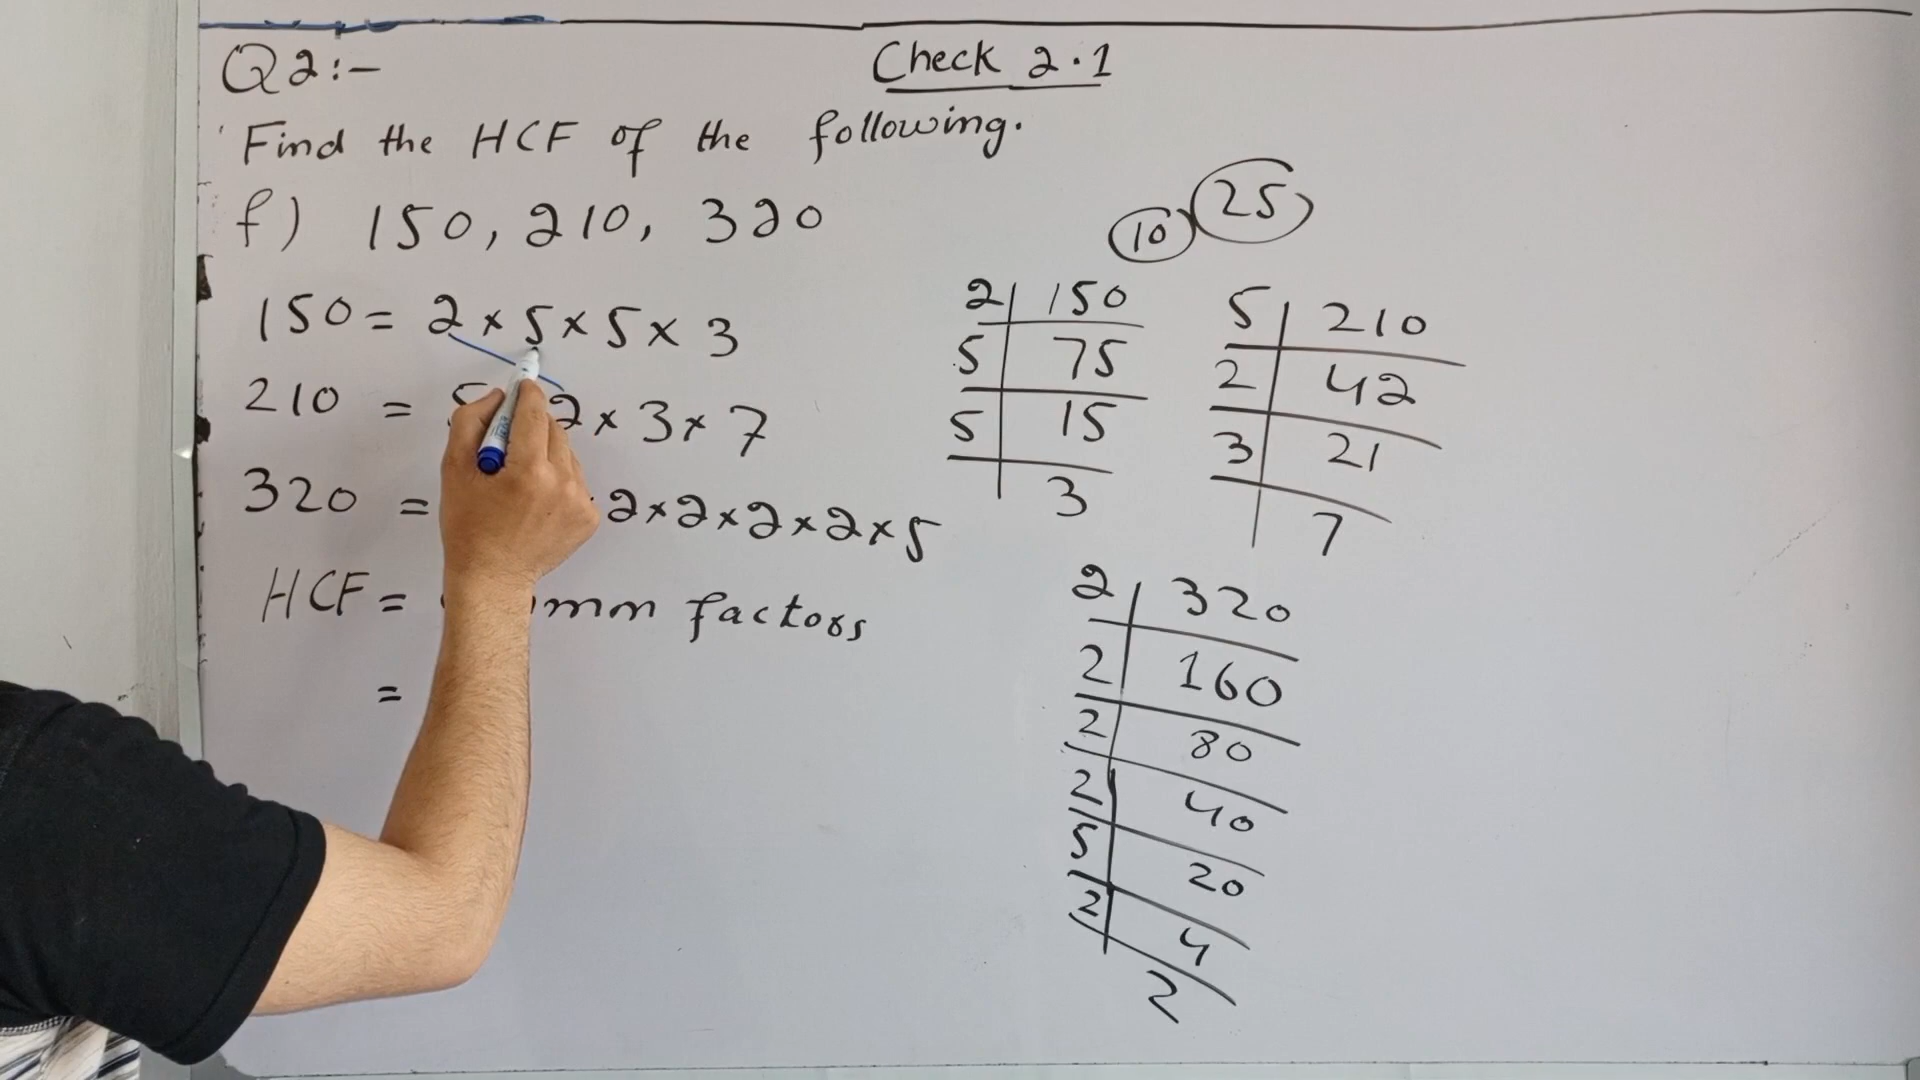 Q2:- Check 2.1
Find the HCF of the following.
f) 150, 210, 320
10 25
150 = 2 × 5 × 5 × 3
210 = 5 2 × 3 × 7
320 = 2 × 2 × 2 × 2 × 5
HCF = factors
=
2 | 150
5 | 75
5 | 15
3
5 | 210
2 | 42
3 | 21
7
2 | 320
2 | 160
2 | 80
2 | 40
5 | 20
2 | 4
2